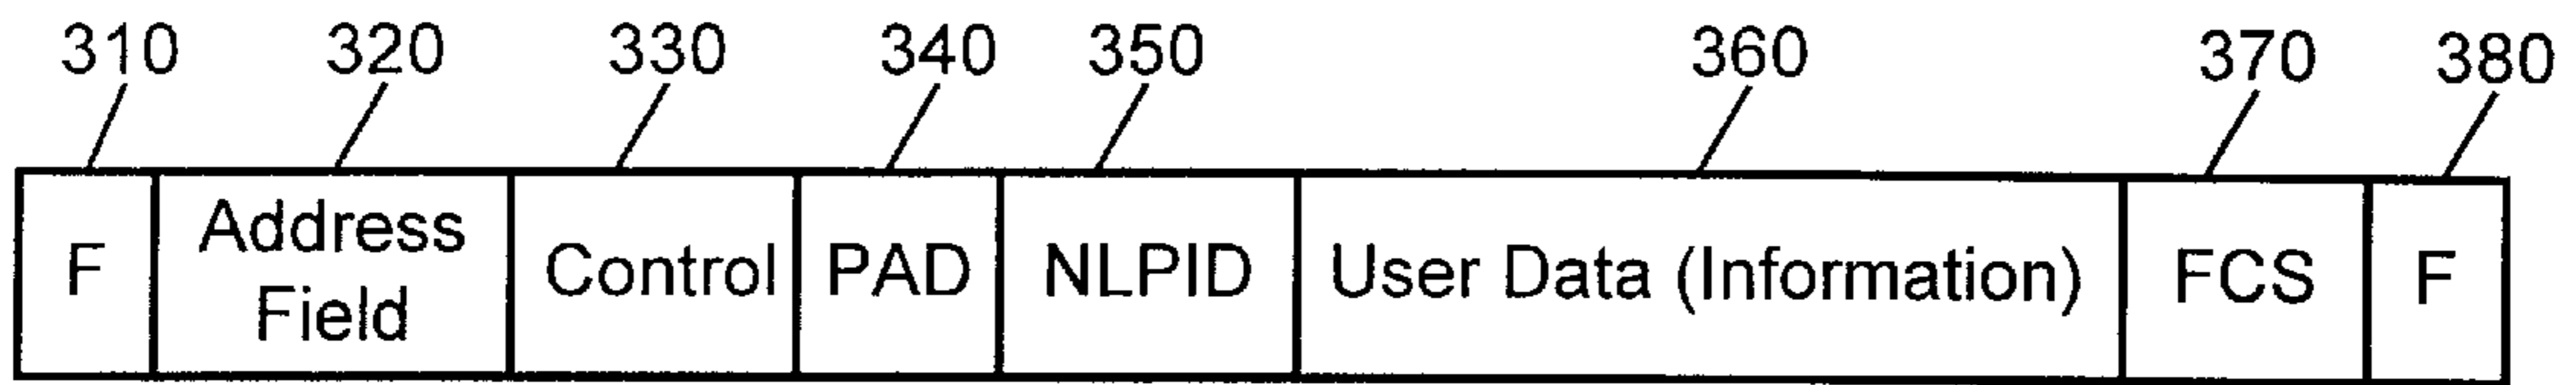 310 320 330 340 350 360 370 380
F Address Field Control PAD NLPID User Data (Information) FCS F